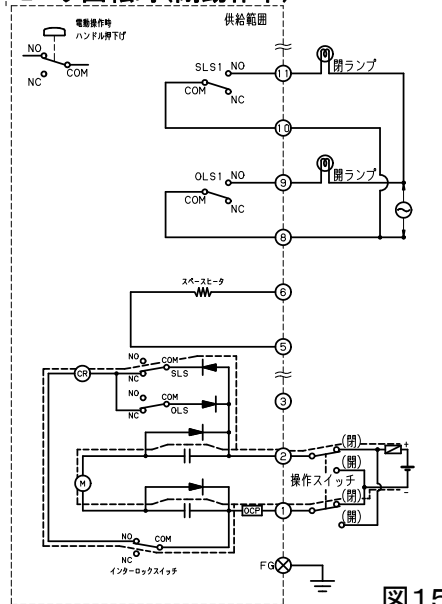 供給範囲
電動操作時
ハンドル押下げ
NO
COM
NC
SLS1 NO
COM
NC
11
閉ランプ
10
OLS1 NO
COM
NC
9
開ランプ
8
スペースヒータ
6
5
3
NO
COM
CR
NC
SLS
NO
COM
NC
OLS
2
(閉)
+
(開)
操作スイッチ
M
(閉)
-
OCP
1
(開)
NO
COM
NC
インターロックスイッチ
FG
図15